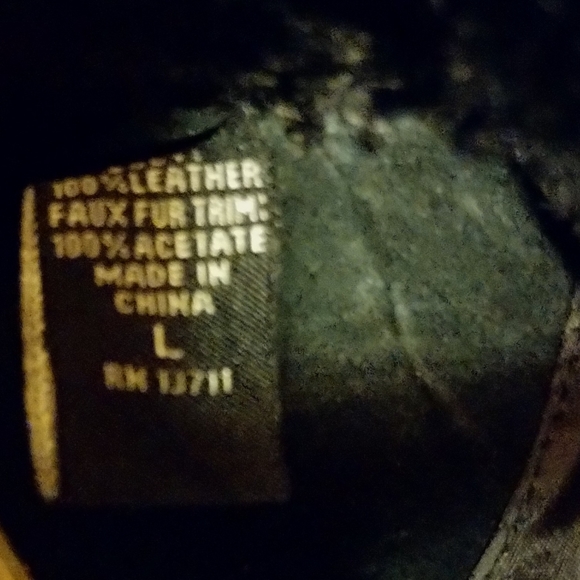 100% LEATHER
FAUX FUR TRIM:
100% ACETATE
MADE IN
CHINA
L
RN 13711